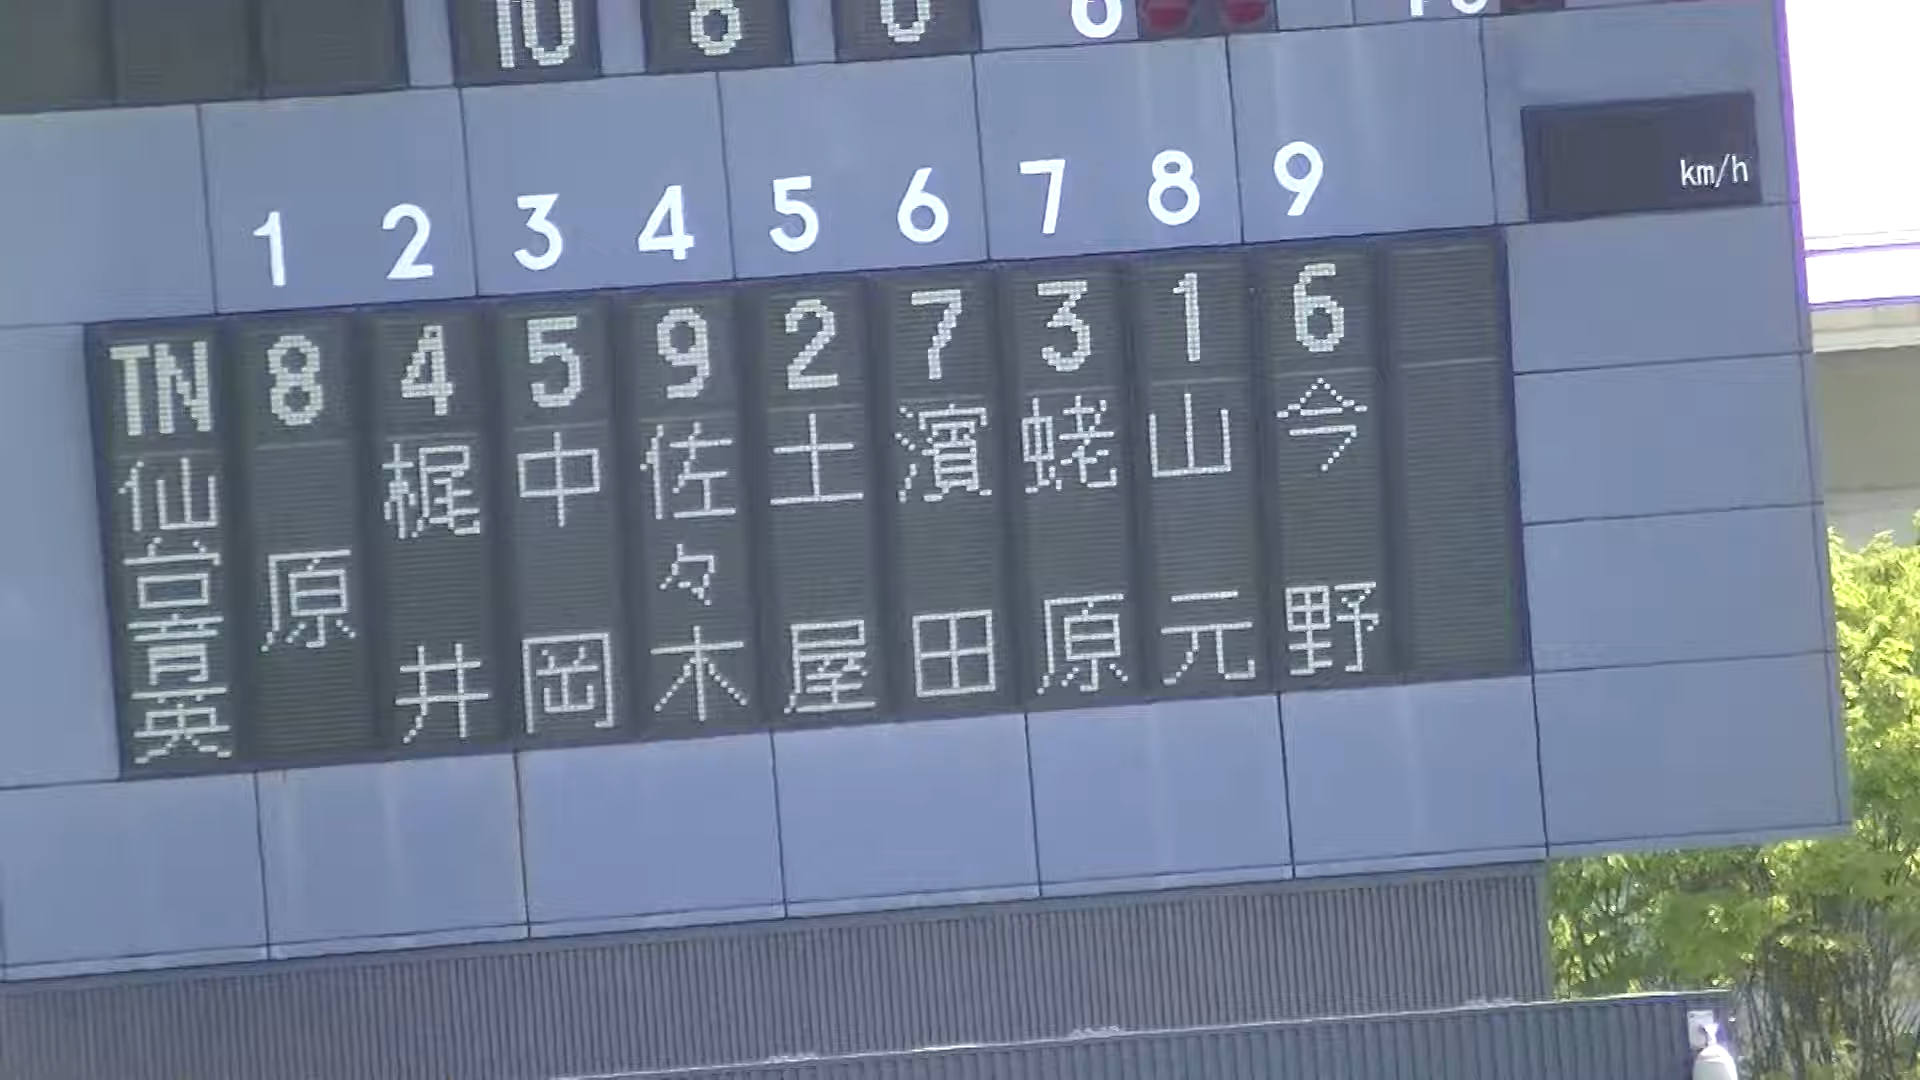 10 8 0 6
km/h
1 2 3 4 5 6 7 8 9
TN 8 4 5 9 2 7 3 1 6
仙台育英
原
梶井
中岡
佐々木
土屋
濱田
蛯原
山元
今野